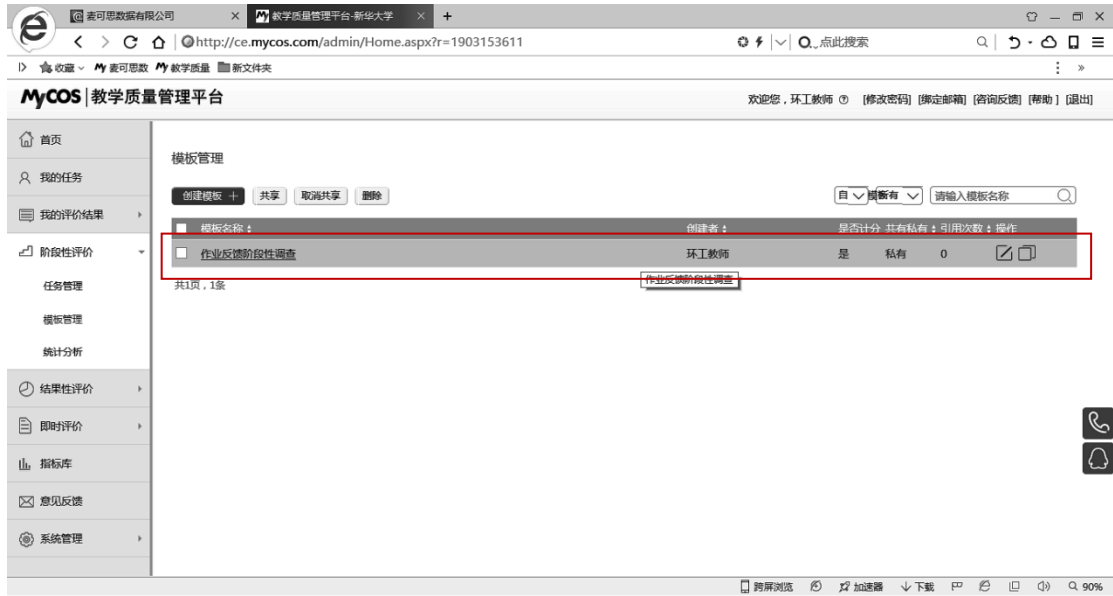 麦可思数据有限公司 × 教学质量管理平台-新华大学 × +
http://ce.mycos.com/admin/Home.aspx?r=1903153611 点此搜索
收藏 麦可思数 教学质量 新文件夹 »
MyCOS 教学质量管理平台 欢迎您，环工教师 [修改密码] [绑定邮箱] [咨询反馈] [帮助] [退出]
首页
我的任务
我的评价结果
阶段性评价
任务管理
模板管理
统计分析
结果性评价
即时评价
指标库
意见反馈
系统管理
模板管理
创建模板 + 共享 取消共享 删除 自 模板 所有 请输入模板名称
模板名称 创建者 是否计分 共有私有 引用次数 操作
作业反馈阶段性调查 环工教师 是 私有 0
作业反馈阶段性调查
共1页，1条
跨屏浏览 加速器 下载 90%